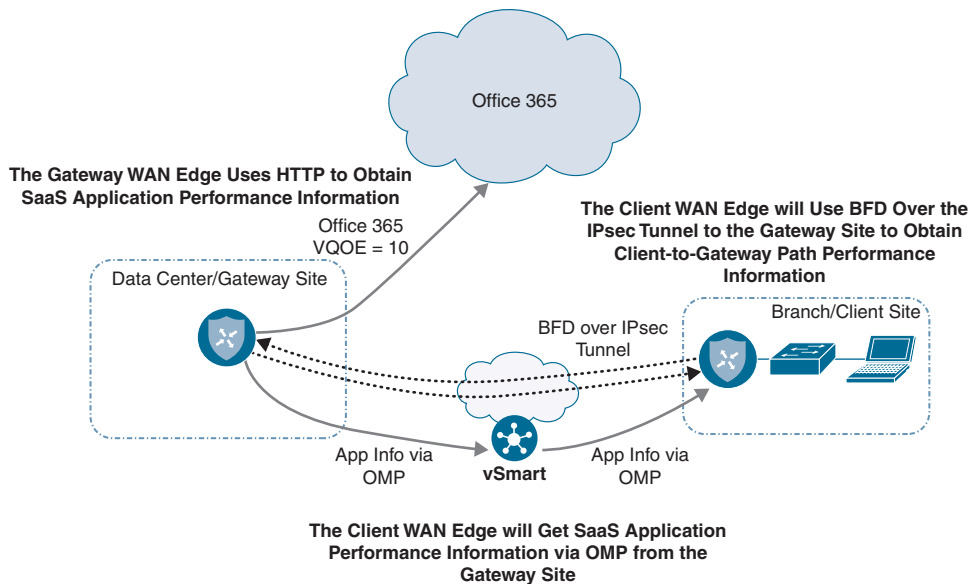 Office 365
The Gateway WAN Edge Uses HTTP to Obtain
SaaS Application Performance Information
Office 365
VQOE = 10
The Client WAN Edge will Use BFD Over the
IPsec Tunnel to the Gateway Site to Obtain
Client-to-Gateway Path Performance
Information
Data Center/Gateway Site
Branch/Client Site
BFD over IPsec
Tunnel
App Info via
OMP
vSmart
App Info via
OMP
The Client WAN Edge will Get SaaS Application
Performance Information via OMP from the
Gateway Site